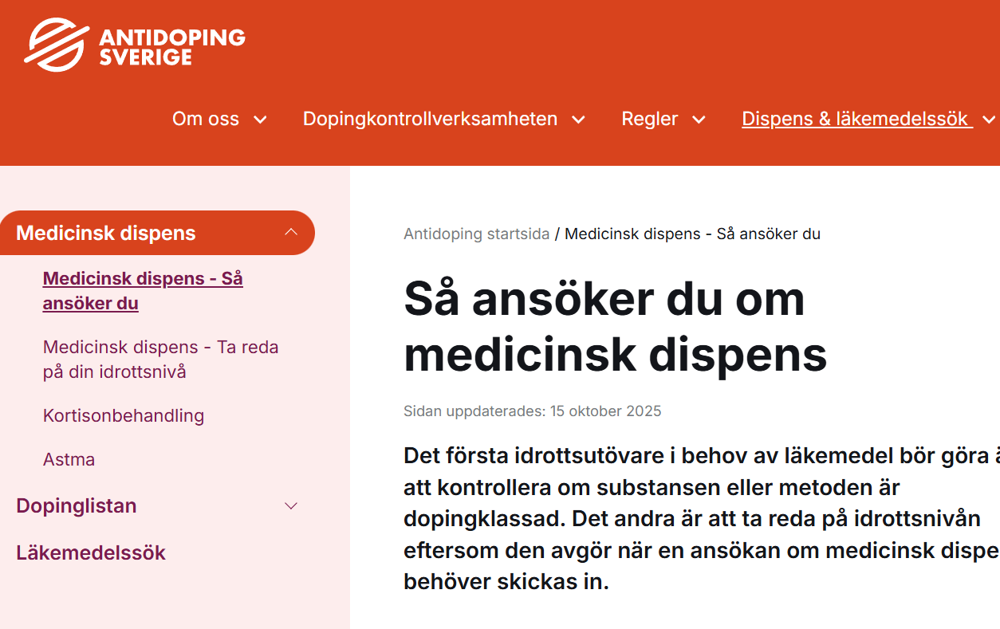 ANTIDOPING
SVERIGE
Om oss
Dopingkontrollverksamheten
Regler
Dispens & läkemedelssök
Medicinsk dispens
Medicinsk dispens - Så
ansöker du
Medicinsk dispens - Ta reda
på din idrottsnivå
Kortisonbehandling
Astma
Dopinglistan
Läkemedelssök
Antidoping startsida / Medicinsk dispens - Så ansöker du
Så ansöker du om
medicinsk dispens
Sidan uppdaterades: 15 oktober 2025
Det första idrottsutövare i behov av läkemedel bör göra
att kontrollera om substansen eller metoden är
dopingklassad. Det andra är att ta reda på idrottsnivån
eftersom den avgör när en ansökan om medicinsk dispe
behöver skickas in.